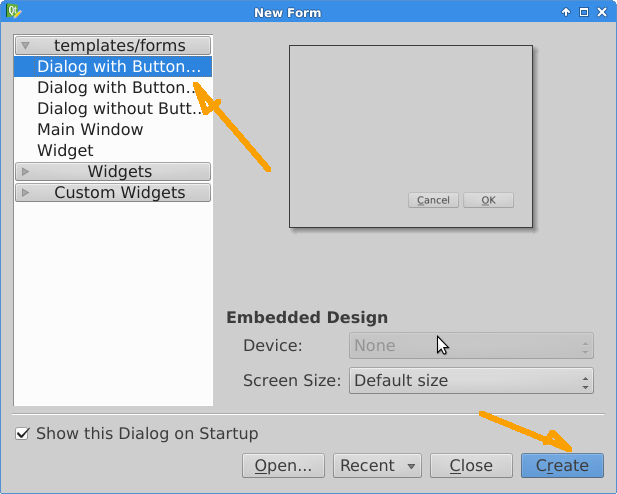 New Form
templates/forms
Dialog with Button...
Dialog with Button...
Dialog without Butt...
Main Window
Widget
Widgets
Custom Widgets
Cancel
OK
Embedded Design
Device:
None
Screen Size:
Default size
Show this Dialog on Startup
Open...
Recent
Close
Create